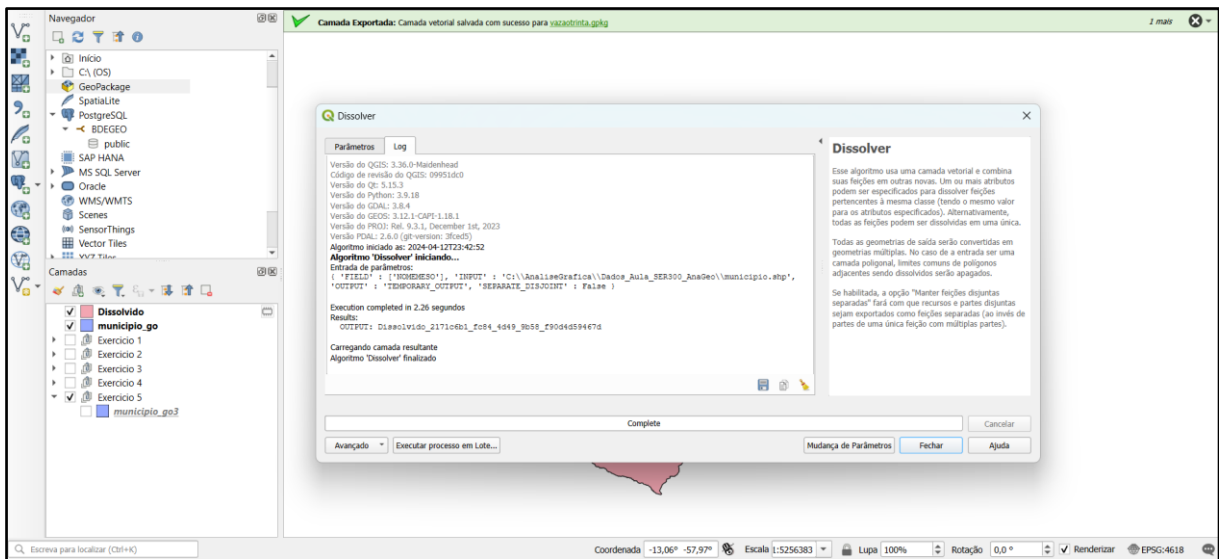 Navegador
Camada Exportada: Camada vetorial salvada com sucesso para vazaotrinta.gpkg
1 mais
Início
C:\ (OS)
GeoPackage
SpatiaLite
PostgreSQL
BDEGEO
public
SAP HANA
MS SQL Server
Oracle
WMS/WMTS
Scenes
SensorThings
Vector Tiles
XYZ Tiles
Camadas
Dissolvido
municipio_go
Exercicio 1
Exercicio 2
Exercicio 3
Exercicio 4
Exercicio 5
municipio_go3
Dissolver
Parâmetros Log
Versão do QGIS: 3.36.0-Maidenhead
Código de revisão do QGIS: 09951dc0
Versão do Qt: 5.15.3
Versão do Python: 3.9.18
Versão do GDAL: 3.8.4
Versão do GEOS: 3.12.1-CAPI-1.18.1
Versão do PROJ: Rel. 9.3.1, December 1st, 2023
Versão PDAL: 2.6.0 (git-version: 3fced5)
Algoritmo iniciado às: 2024-04-12T23:42:52
Algoritmo 'Dissolver' iniciando…
Entrada de parâmetros:
{ 'FIELD' : ['NOMEMESO'], 'INPUT' : 'C:\\AnaliseGrafica\\Dados_Aula_SER300_AnaGeo\\municipio.shp',
'OUTPUT' : 'TEMPORARY_OUTPUT', 'SEPARATE_DISJOINT' : False }
Execution completed in 2.26 segundos
Results:
OUTPUT: Dissolvido_2171c6b1_fc84_4d49_9b58_f90d4d59467d
Carregando camada resultante
Algoritmo 'Dissolver' finalizado
Dissolver
Esse algoritmo usa uma camada vetorial e combina
suas feições em outras novas. Um ou mais atributos
podem ser especificados para dissolver feições
pertencentes à mesma classe (tendo o mesmo valor
para os atributos especificados). Alternativamente,
todas as feições podem ser dissolvidas em uma única.
Todas as geometrias de saída serão convertidas em
geometrias múltiplas. No caso de a entrada ser uma
camada poligonal, limites comuns de polígonos
adjacentes sendo dissolvidos serão apagados.
Se habilitada, a opção "Manter feições disjuntas
separadas" fará com que recursos e partes disjuntas
sejam exportados como feições separadas (ao invés de
partes de uma única feição com múltiplas partes).
Complete
Cancelar
Avançado Executar processo em Lote…
Mudança de Parâmetros Fechar Ajuda
Escreva para localizar (Ctrl+K)
Coordenada -13,06° -57,97° Escala 1:5256383 Lupa 100% Rotação 0,0 ° Renderizar EPSG:4618